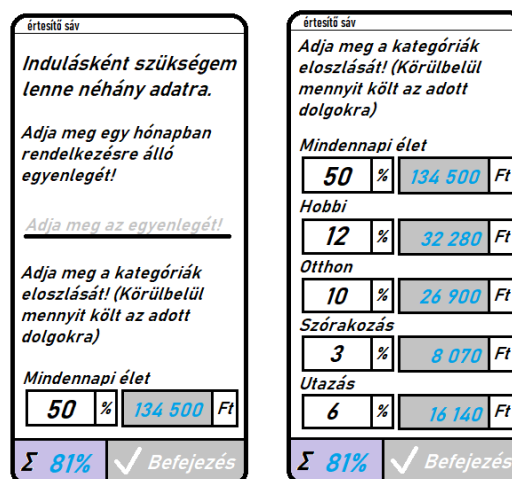 értesítő sáv
Indulásként szükségem
lenne néhány adatra.
Adja meg egy hónapban
rendelkezésre álló
egyenlegét!
Adja meg az egyenlegét!
Adja meg a kategóriák
eloszlását! (Körülbelül
mennyit költ az adott
dolgokra)
Mindennapi élet
50 % 134 500 Ft
Σ 81% Befejezés
értesítő sáv
Adja meg a kategóriák
eloszlását! (Körülbelül
mennyit költ az adott
dolgokra)
Mindennapi élet
50 % 134 500 Ft
Hobbi
12 % 32 280 Ft
Otthon
10 % 26 900 Ft
Szórakozás
3 % 8 070 Ft
Utazás
6 % 16 140 Ft
Σ 81% Befejezés